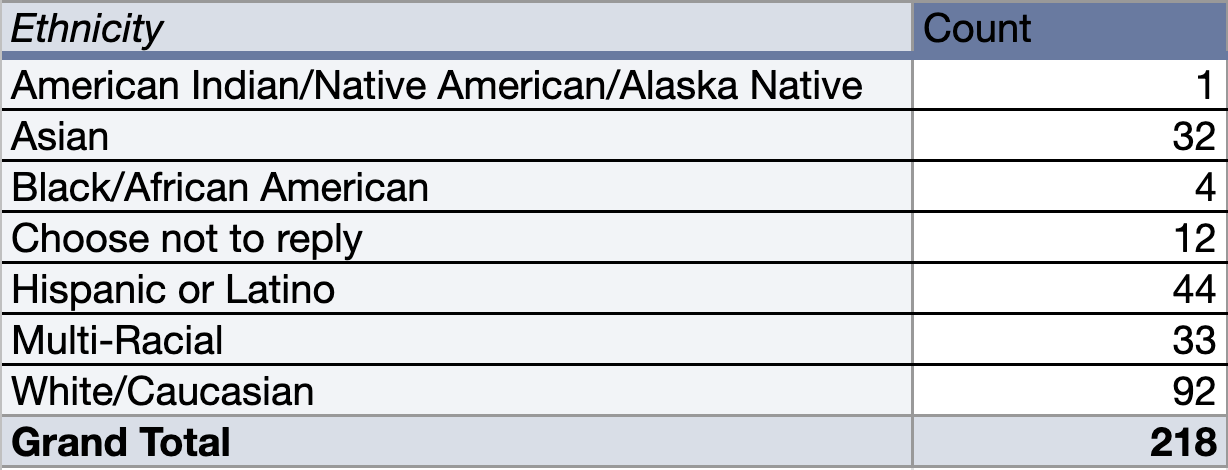 Ethnicity Count
American Indian/Native American/Alaska Native 1
Asian 32
Black/African American 4
Choose not to reply 12
Hispanic or Latino 44
Multi-Racial 33
White/Caucasian 92
Grand Total 218